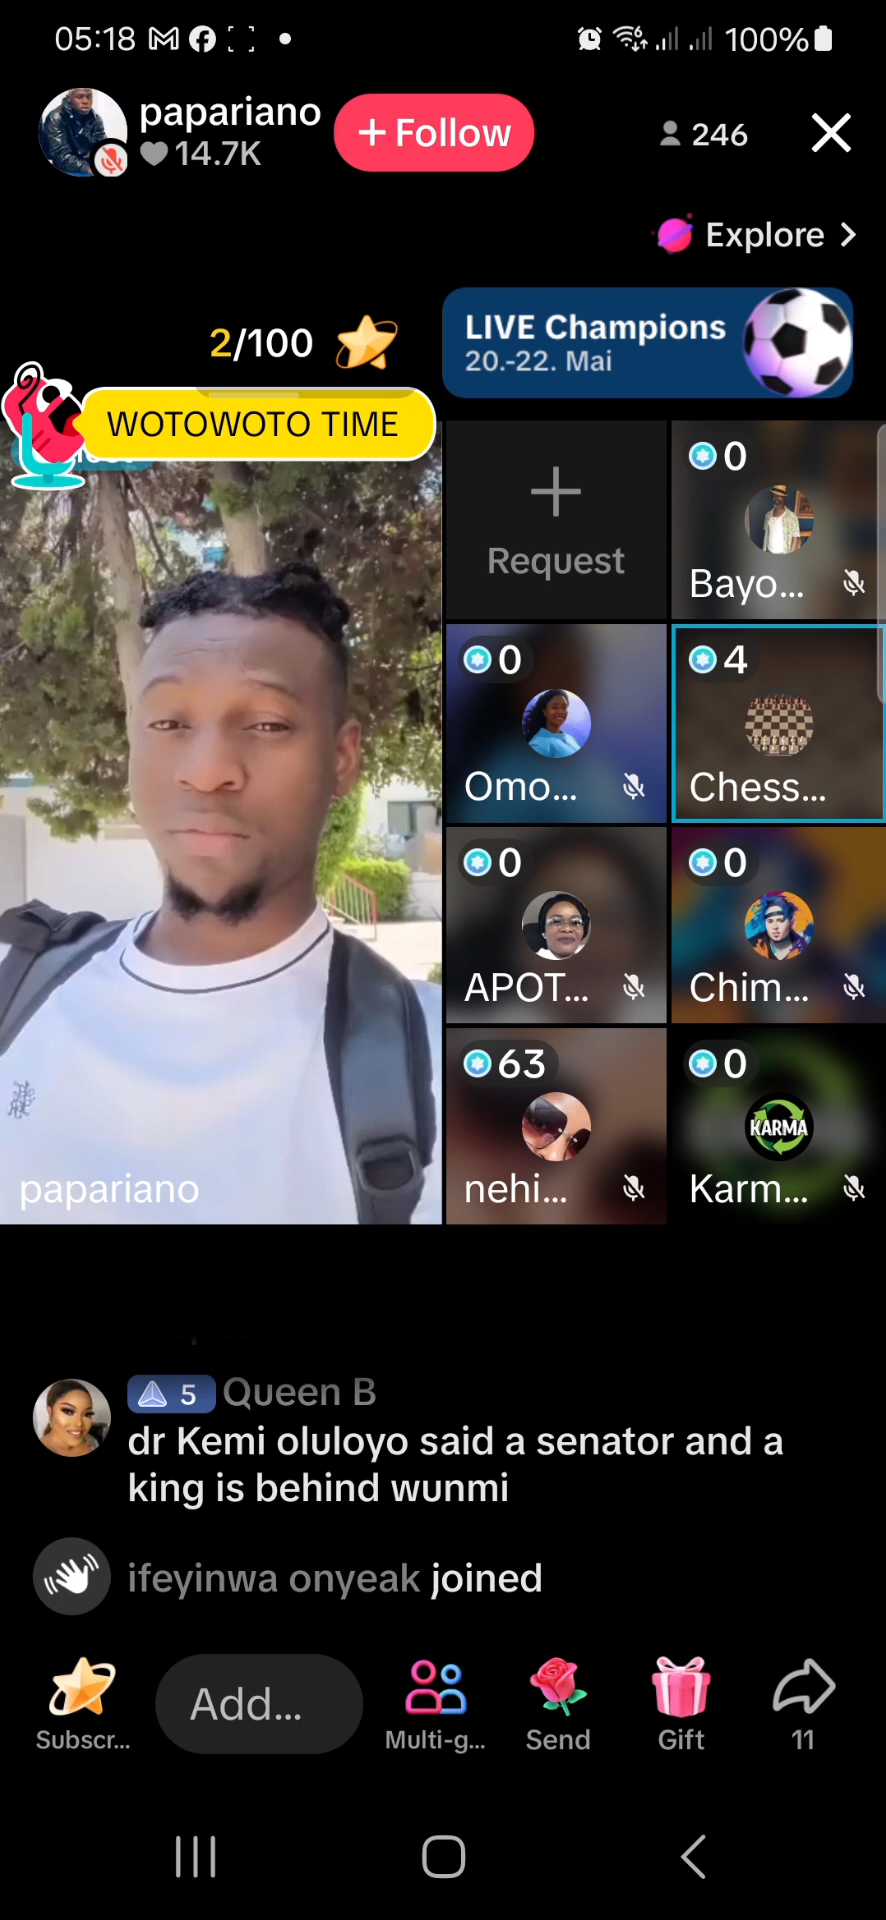 05:18
100%
papariano
14.7K
+ Follow
246
Explore >
2/100
LIVE Champions
20.-22. Mai
WOTOWOTO TIME
Request
0
Bayo...
0
Omo...
4
Chess...
0
APOT...
0
Chim...
63
nehi...
0
KARMA
Karm...
papariano
5 Queen B
dr Kemi oluloyo said a senator and a
king is behind wunmi
ifeyinwa onyeak joined
Add...
Subscr...
Multi-g...
Send
Gift
11